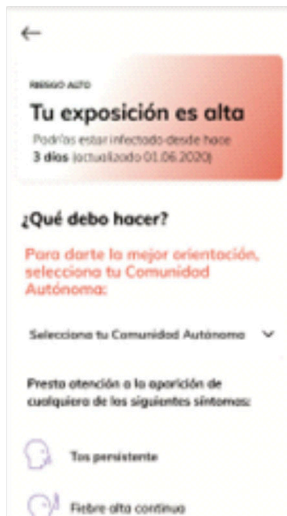 RIESGO ALTO
Tu exposición es alta
Podrías estar infectado desde hace
3 días (actualizado 01.06.2020)
¿Qué debo hacer?
Para darte la mejor orientación,
selecciona tu Comunidad
Autónoma:
Selecciona tu Comunidad Autónoma
Presta atención a la aparición de
cualquiera de los siguientes síntomas:
Tos persistente
Fiebre alta continua